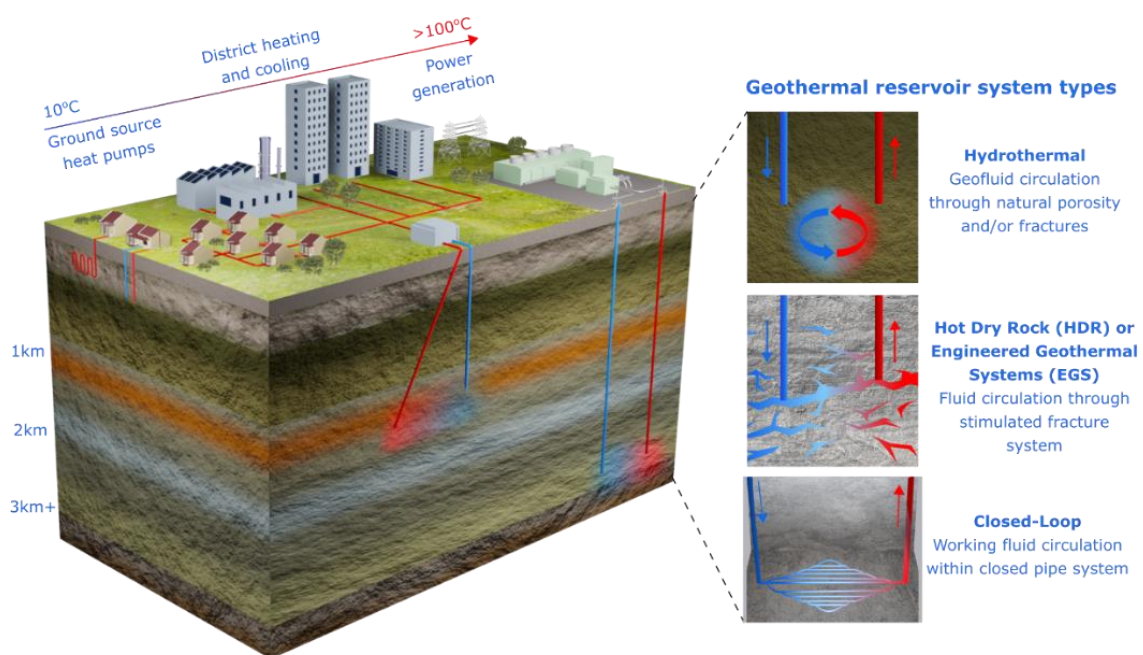 >100°C
District heating
and cooling
Power
generation
10°C
Ground source
heat pumps
1km
2km
3km+
Geothermal reservoir system types
Hydrothermal
Geofluid circulation
through natural porosity
and/or fractures
Hot Dry Rock (HDR) or
Engineered Geothermal
Systems (EGS)
Fluid circulation through
stimulated fracture
system
Closed-Loop
Working fluid circulation
within closed pipe system